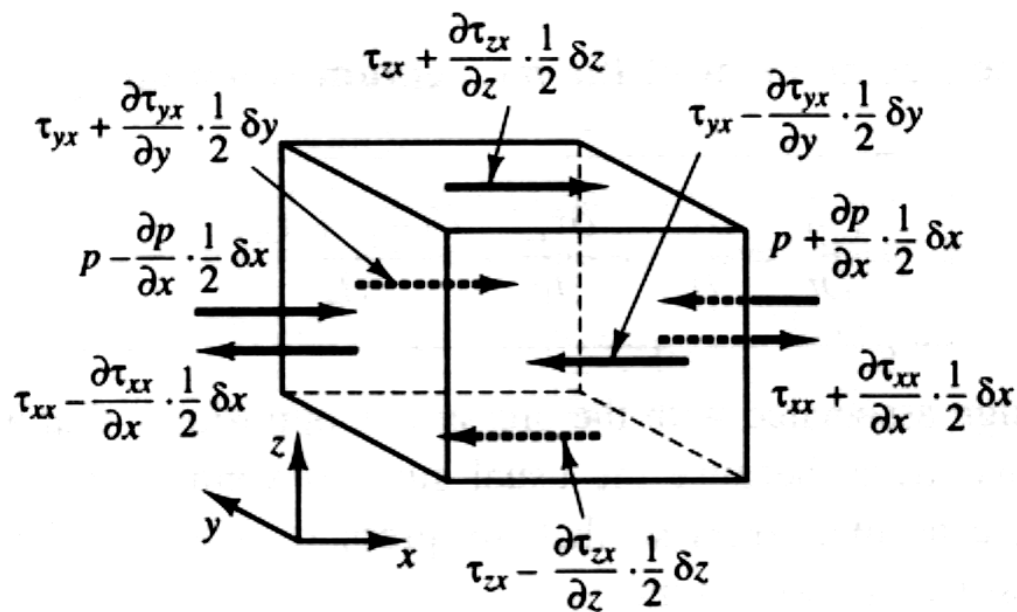 τzx + ∂τzx/∂z · 1/2 δz
τyx + ∂τyx/∂y · 1/2 δy
τyx − ∂τyx/∂y · 1/2 δy
p − ∂p/∂x · 1/2 δx
p + ∂p/∂x · 1/2 δx
τxx − ∂τxx/∂x · 1/2 δx
τxx + ∂τxx/∂x · 1/2 δx
z
y
x
τzx − ∂τzx/∂z · 1/2 δz